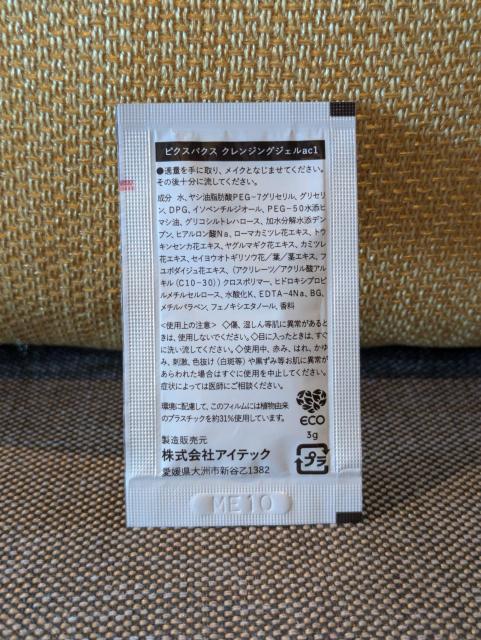 ピクスパクス クレンジングジェルac1
●適量を手に取り、メイクとなじませてください。
その後十分に流してください。
成分 水、ヤシ油脂肪酸PEG-7グリセリル、グリセリ
ン、DPG、イソペンチルジオール、PEG-50水添ヒ
マシ油、グリコシルトレハロース、加水分解水添デン
プン、ヒアルロン酸Na、ローマカミツレ花エキス、トウ
キンセンカ花エキス、ヤグルマギク花エキス、カミツレ
花エキス、セイヨウオトギリソウ花／葉／茎エキス、フ
ユボダイジュ花エキス、（アクリレーツ／アクリル酸アル
キル（C10-30））クロスポリマー、ヒドロキシプロピ
ルメチルセルロース、水酸化K、EDTA-4Na、BG、
メチルパラベン、フェノキシエタノール、香料
<使用上の注意> ◇傷、湿しん等肌に異常があると
きは、使用しないでください。◇目に入ったときは、すぐ
に洗い流してください。◇使用中、赤み、はれ、かゆ
み、刺激、色抜け（白斑等）や黒ずみ等お肌に異常が
あらわれた場合はすぐに使用を中止してください。
症状によっては医師にご相談ください。
環境に配慮して、このフィルムには植物由来
のプラスチックを約31%使用しています。
ECO
3g
製造販売元
株式会社アイテック
愛媛県大洲市新谷乙1382
プラ
ME10